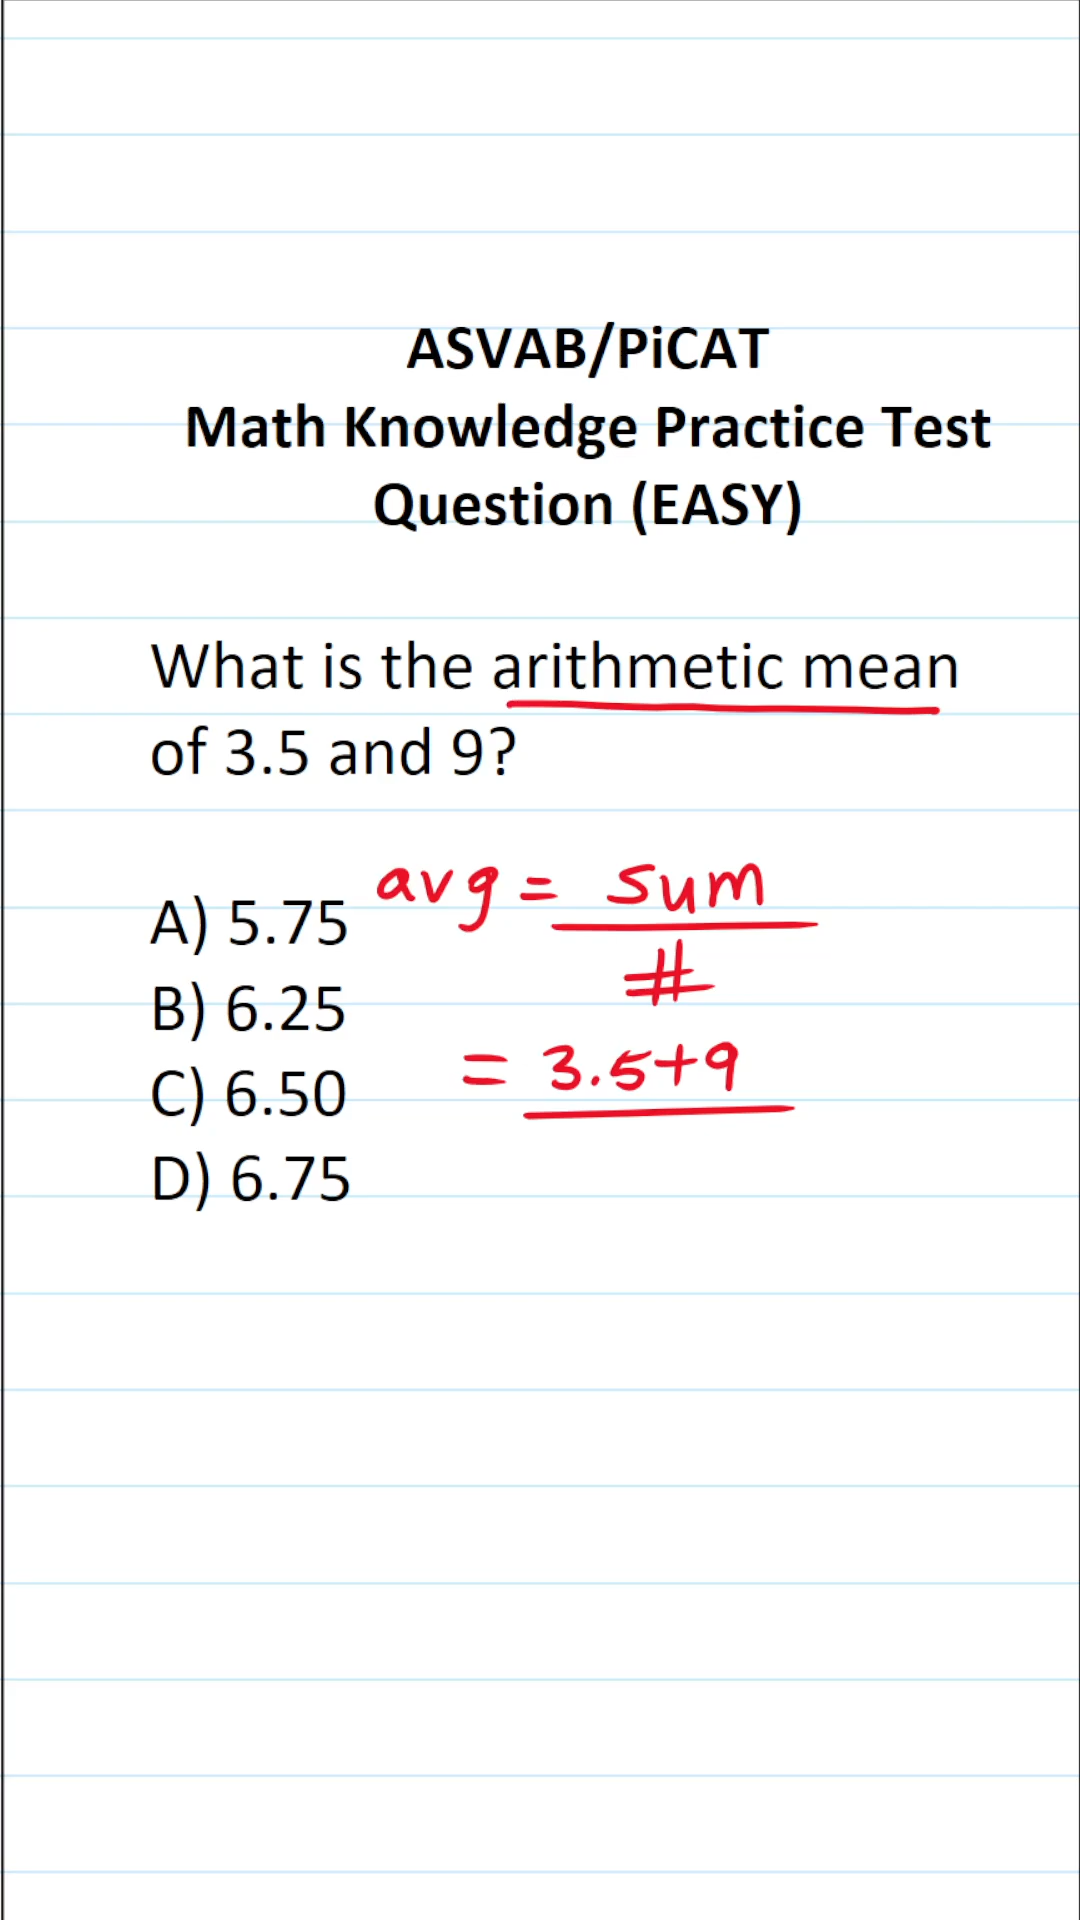 ASVAB/PiCAT
Math Knowledge Practice Test
Question (EASY)
What is the arithmetic mean
of 3.5 and 9?
A) 5.75
B) 6.25
C) 6.50
D) 6.75
avg = sum
#
= 3.5+9